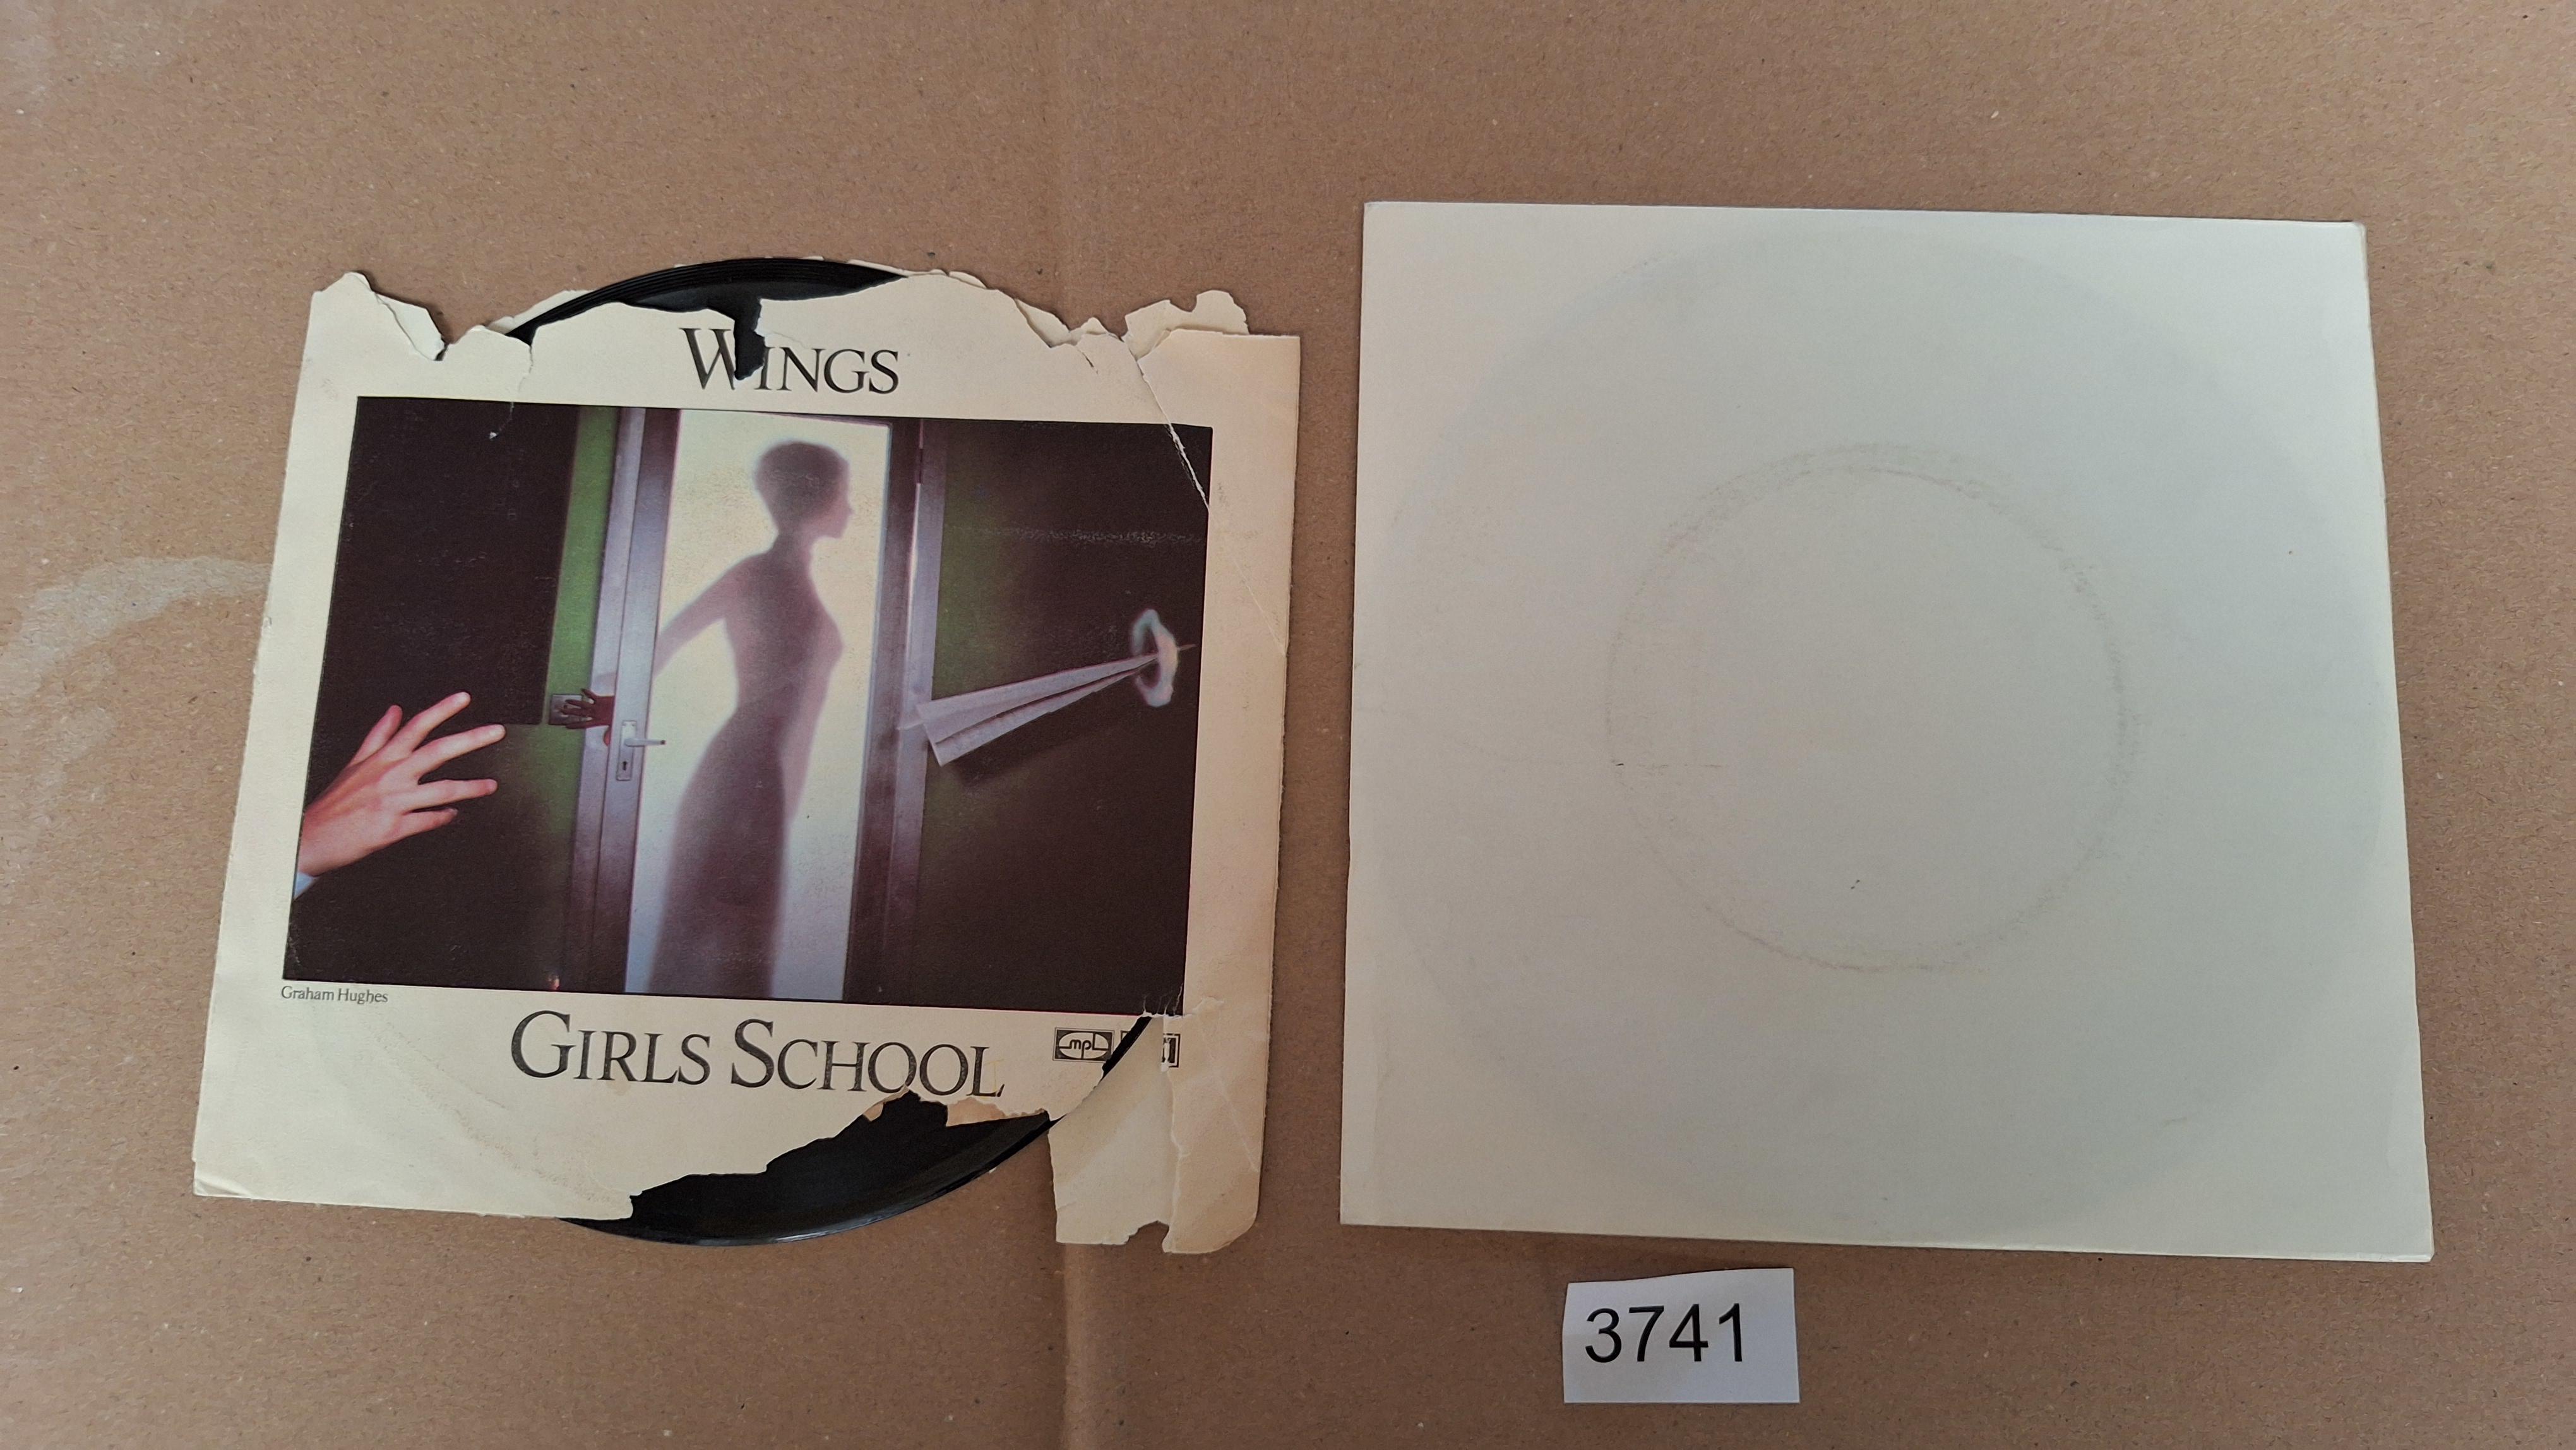 WINGS
Graham Hughes
GIRLS SCHOOL
mpl
3741